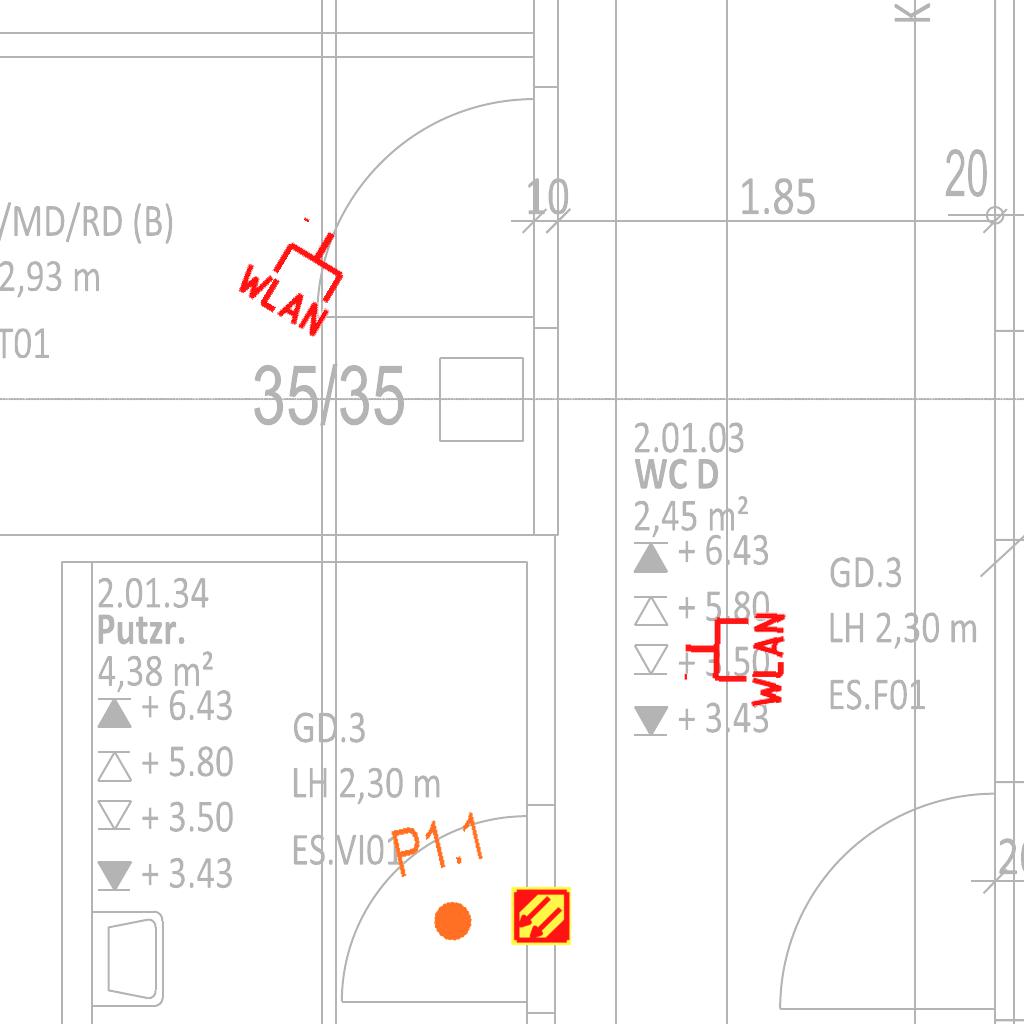 K
20
10
1.85
/MD/RD (B)
2,93 m
T01
WLAN
35/35
2.01.03
WC D
2,45 m²
+ 6.43
+ 5.80
+ 3.50
+ 3.43
WLAN
GD.3
LH 2,30 m
ES.F01
2.01.34
Putzr.
4,38 m²
+ 6.43
+ 5.80
+ 3.50
+ 3.43
GD.3
LH 2,30 m
ES.VI01
P1.1
20